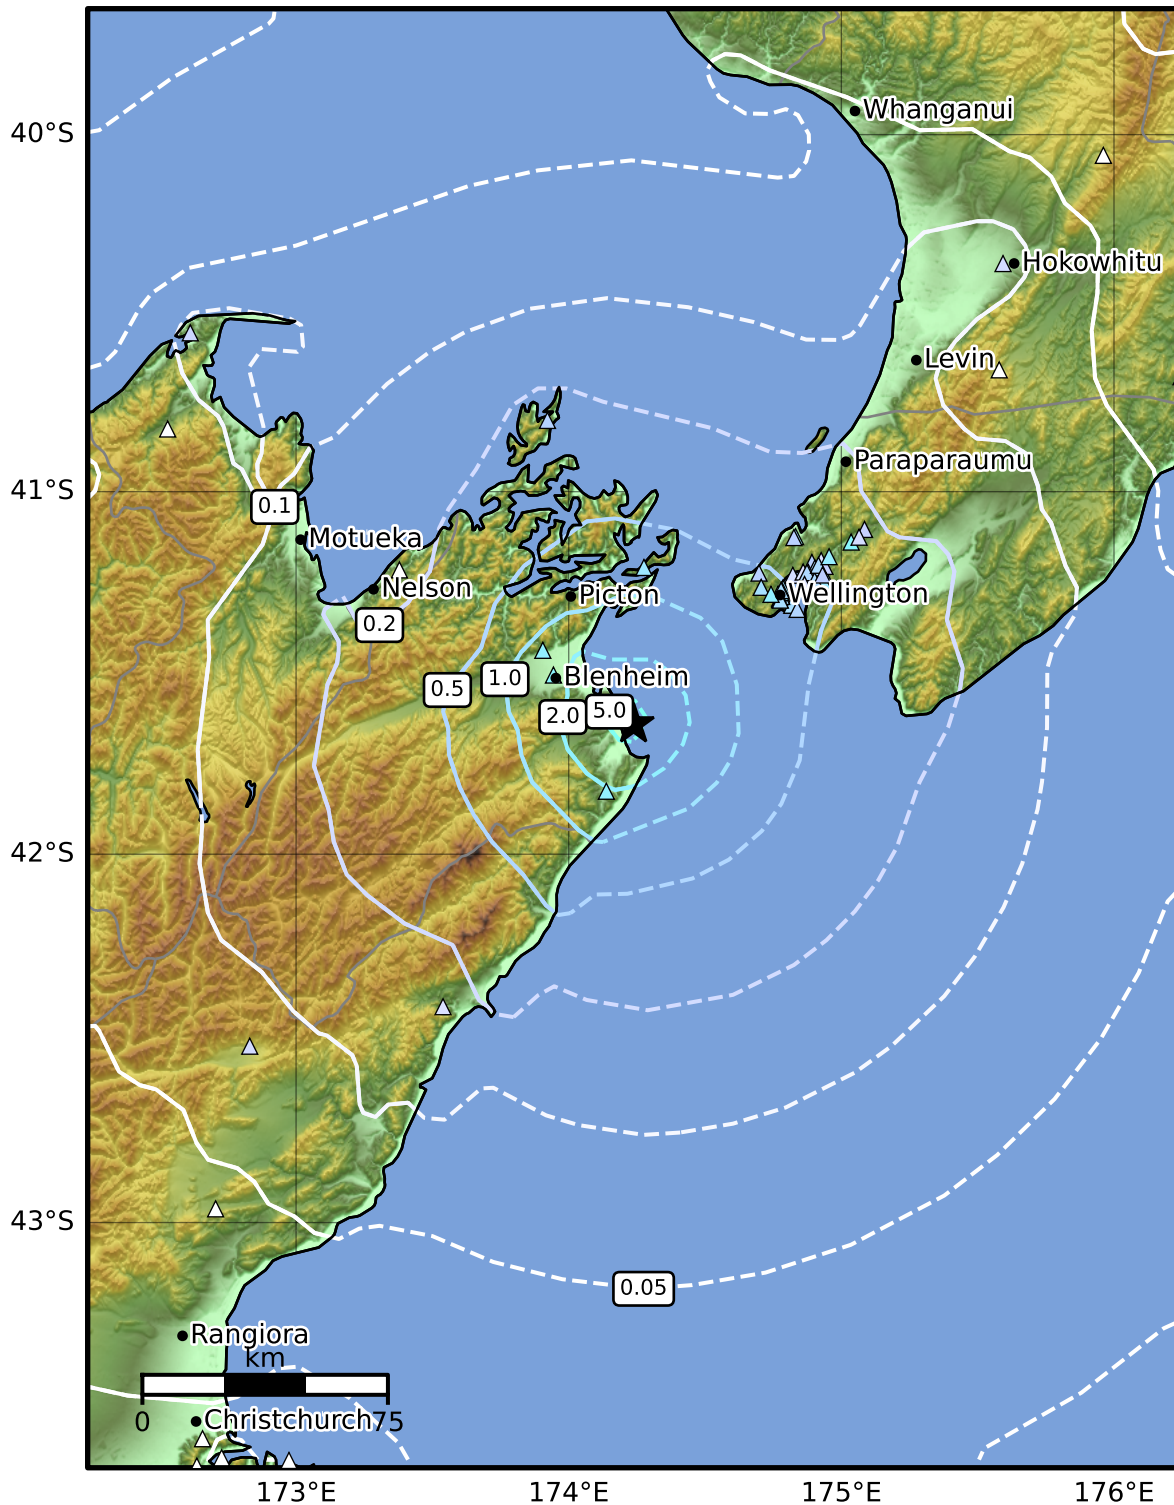 Whanganui
40°S
Hokowhitu
Levin
Paraparaumu
41°S
0.1
Motueka
Nelson
Picton
Wellington
0.2
Blenheim
0.5
1.0
2.0
5.0
42°S
43°S
0.05
Rangiora
km
0
75
Christchurch
173°E
174°E
175°E
176°E